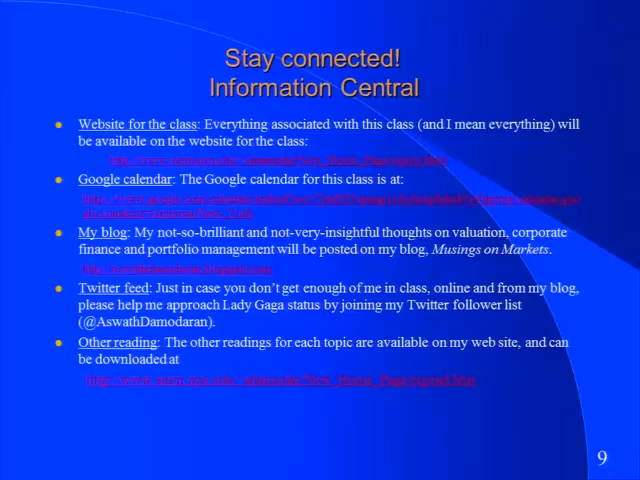 Stay connected!
Information Central
Website for the class: Everything associated with this class (and I mean everything) will
be available on the website for the class:
Google calendar: The Google calendar for this class is at:
My blog: My not-so-brilliant and not-very-insightful thoughts on valuation, corporate
finance and portfolio management will be posted on my blog, Musings on Markets.
Twitter feed: Just in case you don't get enough of me in class, online and from my blog,
please help me approach Lady Gaga status by joining my Twitter follower list
(@AswathDamodaran).
Other reading: The other readings for each topic are available on my web site, and can
be downloaded at
9